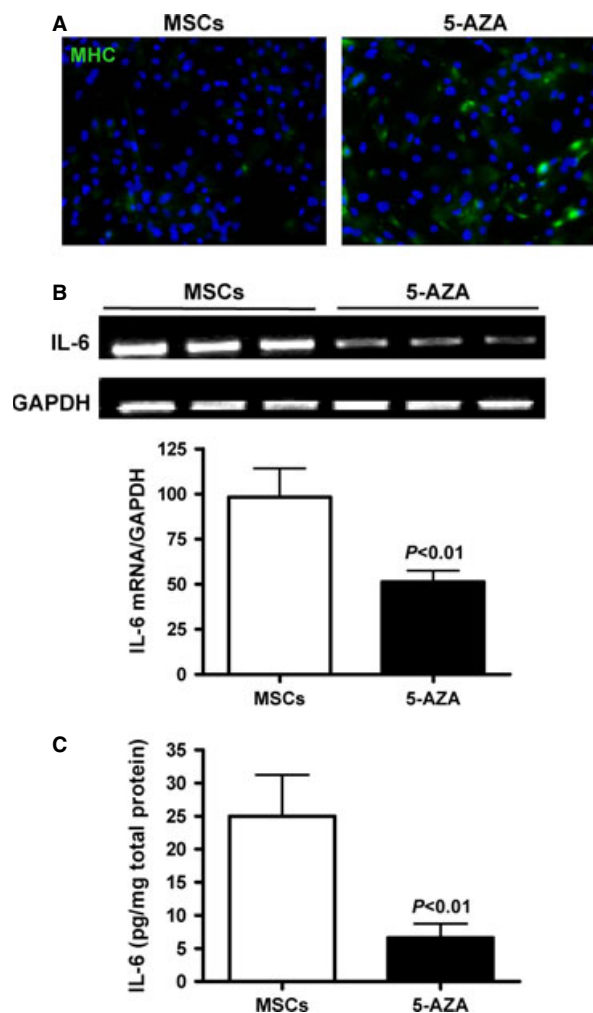 A
MSCs
5-AZA
MHC
B
MSCs
5-AZA
IL-6
GAPDH
IL-6 mRNA/GAPDH
125
100
75
50
25
0
P<0.01
MSCs
5-AZA
C
IL-6 (pg/mg total protein)
35
30
25
20
15
10
5
0
P<0.01
MSCs
5-AZA